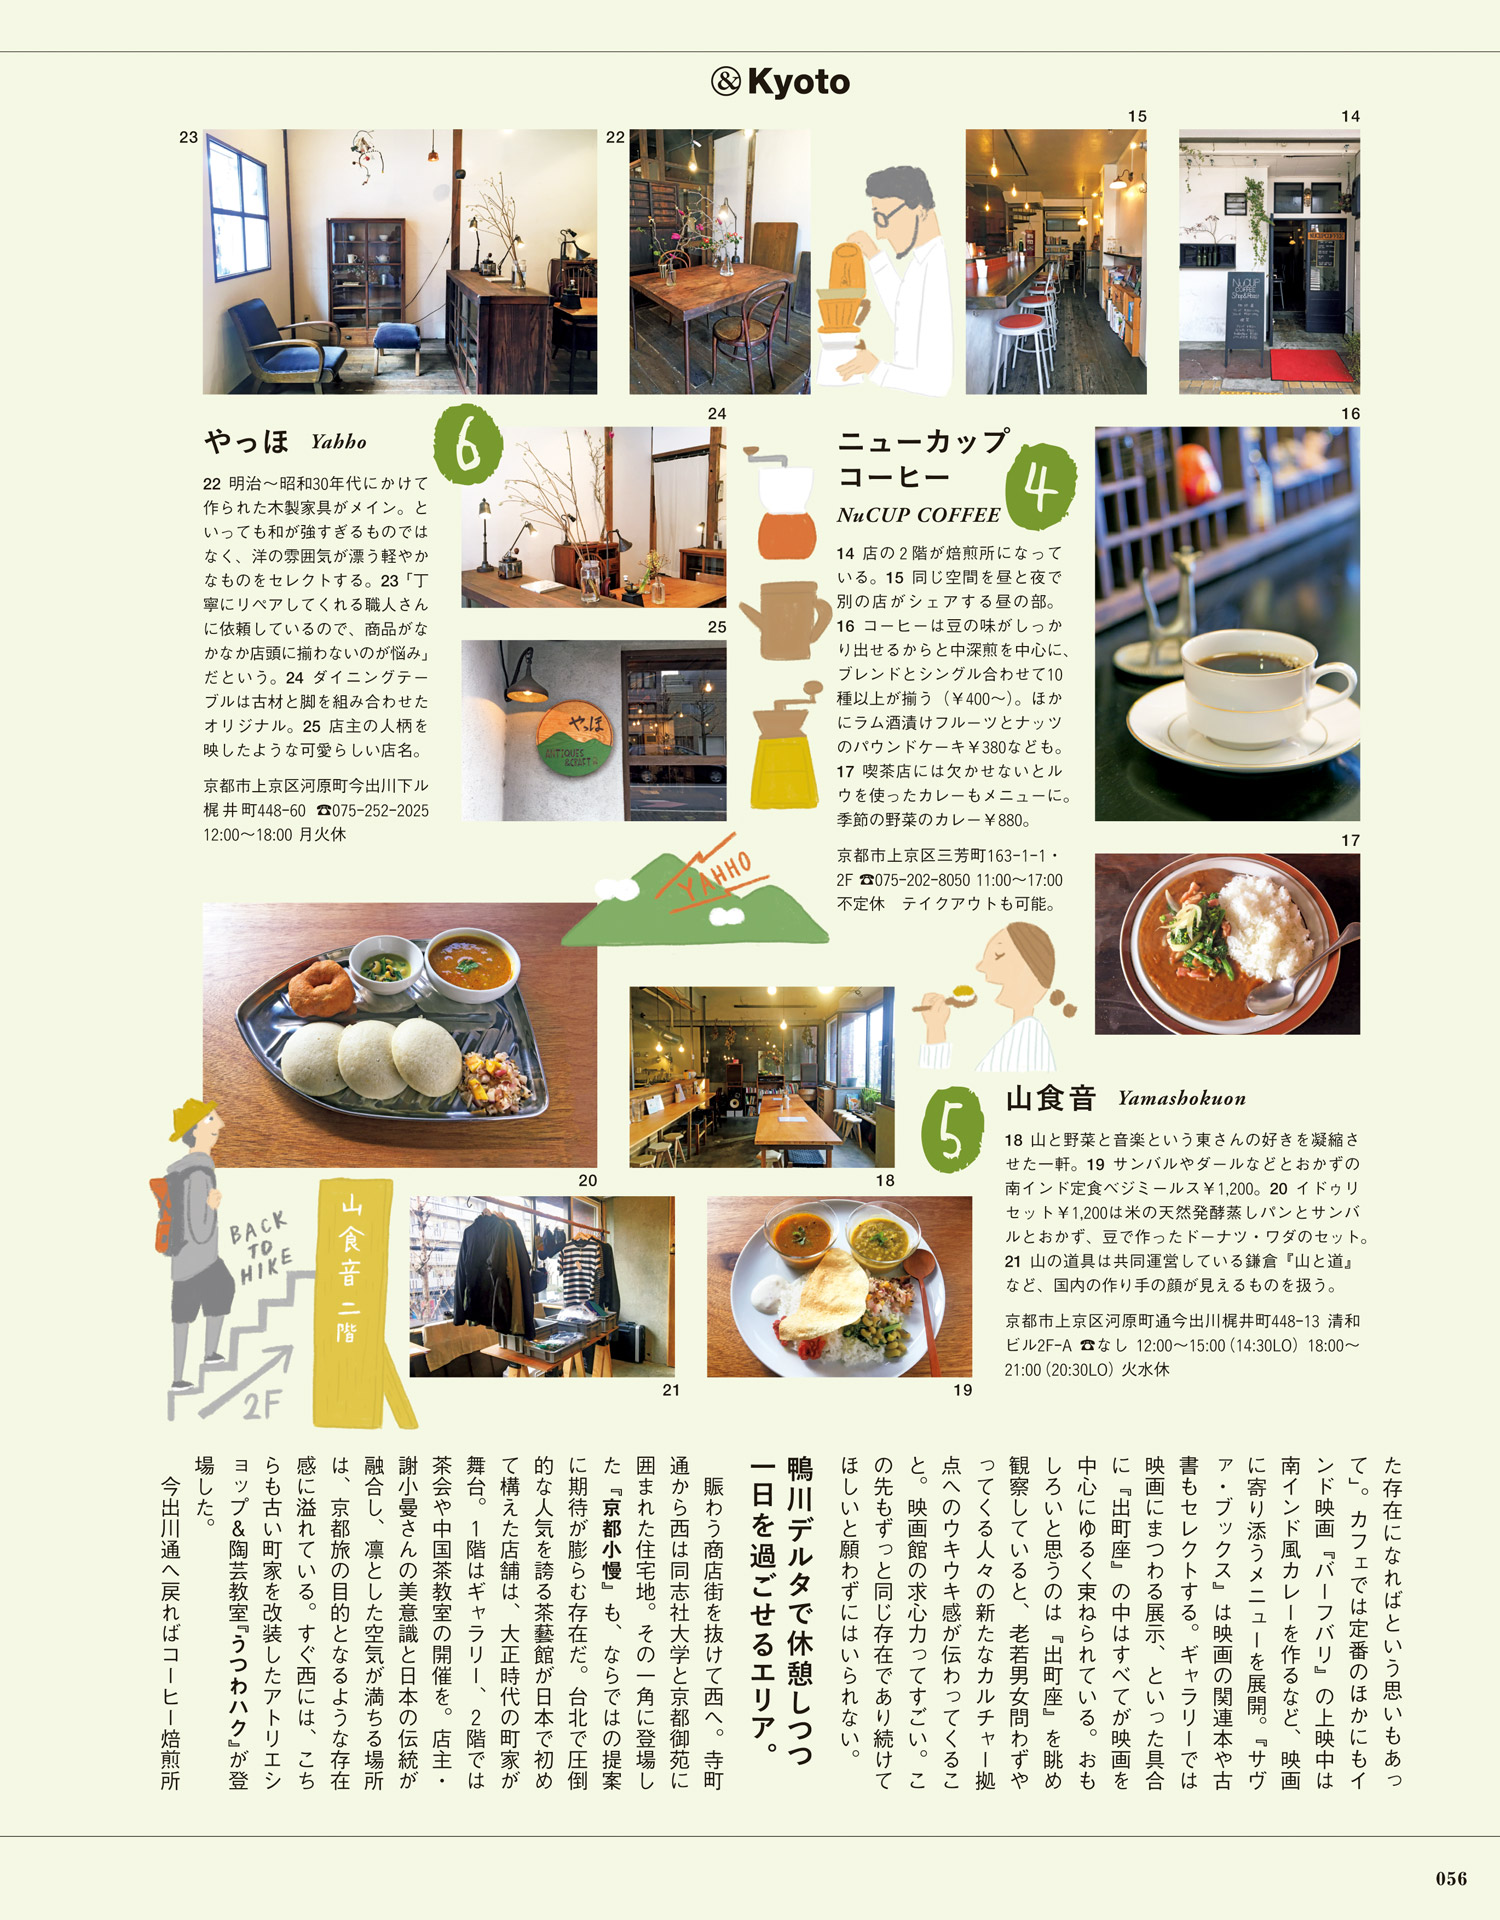 &Kyoto
14
15
22
23
ニューカップ
コーヒー
NuCUP COFFEE
4
14 店の2階が焙煎所になって
いる。15 同じ空間を昼と夜で
別の店がシェアする昼の部。
16 コーヒーは豆の味がしっか
り出せるからと中深煎を中心に、
ブレンドとシングル合わせて10
種以上が揃う（￥400〜）。ほか
にラム酒漬けフルーツとナッツ
のパウンドケーキ￥380なども。
17 喫茶店には欠かせないとル
ウを使ったカレーもメニューに。
季節の野菜のカレー￥880。
京都市上京区三芳町163-1-1・
2F ☎075-202-8050 11:00〜17:00
不定休　テイクアウトも可能。
16
17
やっほ Yahho
6
22 明治〜昭和30年代にかけて
作られた木製家具がメイン。と
いっても和が強すぎるものでは
なく、洋の雰囲気が漂う軽やか
なものをセレクトする。23「丁
寧にリペアしてくれる職人さん
に依頼しているので、商品がな
かなか店頭に揃わないのが悩み」
だという。24 ダイニングテー
ブルは古材と脚を組み合わせた
オリジナル。25 店主の人柄を
映したような可愛らしい店名。
京都市上京区河原町今出川下ル
梶井町448-60 ☎075-252-2025
12:00〜18:00 月火休
24
25
やっほ
ANTIQUES
&CRAFT
NUCUP
COFFEE
YAHHO
5
山食音 Yamashokuon
18 山と野菜と音楽という東さんの好きを凝縮さ
せた一軒。19 サンバルやダールなどとおかずの
南インド定食ベジミールス￥1,200。20 イドゥリ
セット￥1,200は米の天然発酵蒸しパンとサンバ
ルとおかず、豆で作ったドーナツ・ワダのセット。
21 山の道具は共同運営している鎌倉『山と道』
など、国内の作り手の顔が見えるものを扱う。
京都市上京区河原町通今出川梶井町448-13 清和
ビル2F-A ☎なし 12:00〜15:00（14:30LO）18:00〜
21:00（20:30LO）火水休
20
18
21
19
BACK
TO
HIKE
2F
山食音二階
た存在になればという思いもあっ
て」。カフェでは定番のほかにもイ
ンド映画『バーフバリ』の上映中は
南インド風カレーを作るなど、映画
に寄り添うメニューを展開。『サヴ
ァ・ブックス』は映画の関連本や古
書もセレクトする。ギャラリーでは
映画にまつわる展示、といった具合
に『出町座』の中はすべてが映画を
中心にゆるく束ねられている。おも
しろいと思うのは『出町座』を眺め
観察していると、老若男女問わずや
ってくる人々の新たなカルチャー拠
点へのウキウキ感が伝わってくるこ
と。映画館の求心力ってすごい。こ
の先もずっと同じ存在であり続けて
ほしいと願わずにはいられない。
鴨川デルタで休憩しつつ
一日を過ごせるエリア。
賑わう商店街を抜けて西へ。寺町
通から西は同志社大学と京都御苑に
囲まれた住宅地。その一角に登場し
た『京都小慢』も、ならではの提案
に期待が膨らむ存在だ。台北で圧倒
的な人気を誇る茶藝館が日本で初め
て構えた店舗は、大正時代の町家が
舞台。1階はギャラリー、2階では
茶会や中国茶教室の開催を。店主・
謝小曼さんの美意識と日本の伝統が
融合し、凛とした空気が満ちる場所
は、京都旅の目的となるような存在
感に溢れている。すぐ西には、こち
らも古い町家を改装したアトリエシ
ョップ＆陶芸教室『うつわハク』が登
場した。
今出川通へ戻ればコーヒー焙煎所
056